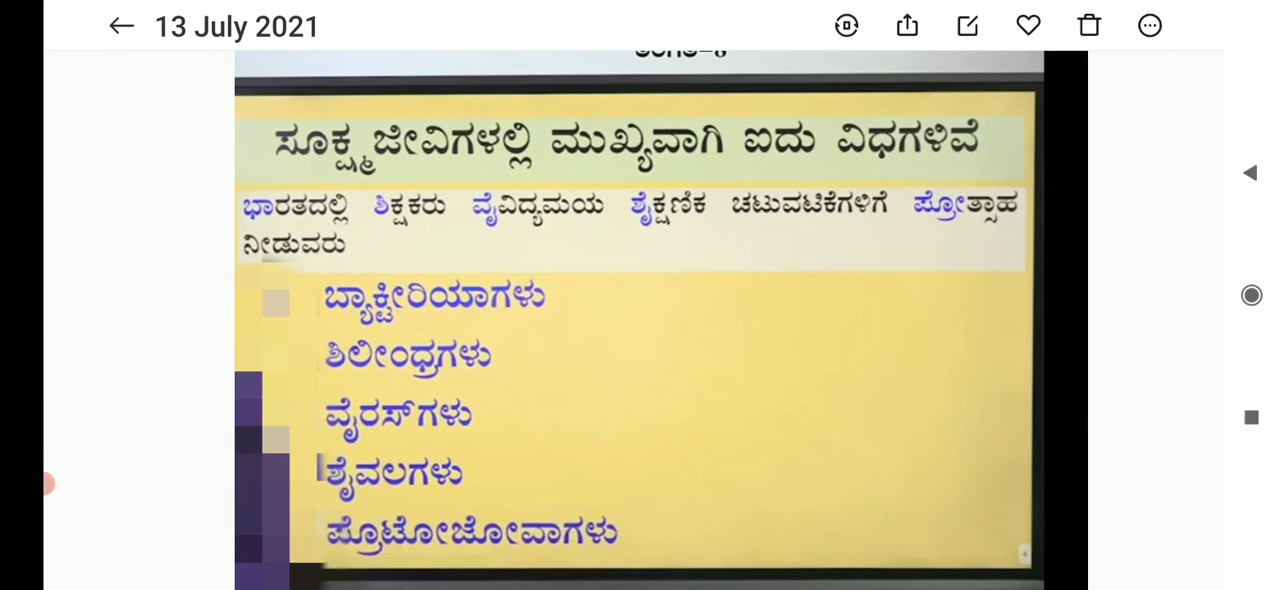 13 July 2021
ಸೂಕ್ಷ್ಮಜೀವಿಗಳಲ್ಲಿ ಮುಖ್ಯವಾಗಿ ಐದು ವಿಧಗಳಿವೆ
ಭಾರತದಲ್ಲಿ ಶಿಕ್ಷಕರು ವೈವಿದ್ಯಮಯ ಶೈಕ್ಷಣಿಕ ಚಟುವಟಿಕೆಗಳಿಗೆ ಪ್ರೋತ್ಸಾಹ
ನೀಡುವರು
ಬ್ಯಾಕ್ಟೀರಿಯಾಗಳು
ಶಿಲೀಂಧ್ರಗಳು
ವೈರಸ್‌ಗಳು
ಶೈವಲಗಳು
ಪ್ರೊಟೋಜೋವಾಗಳು